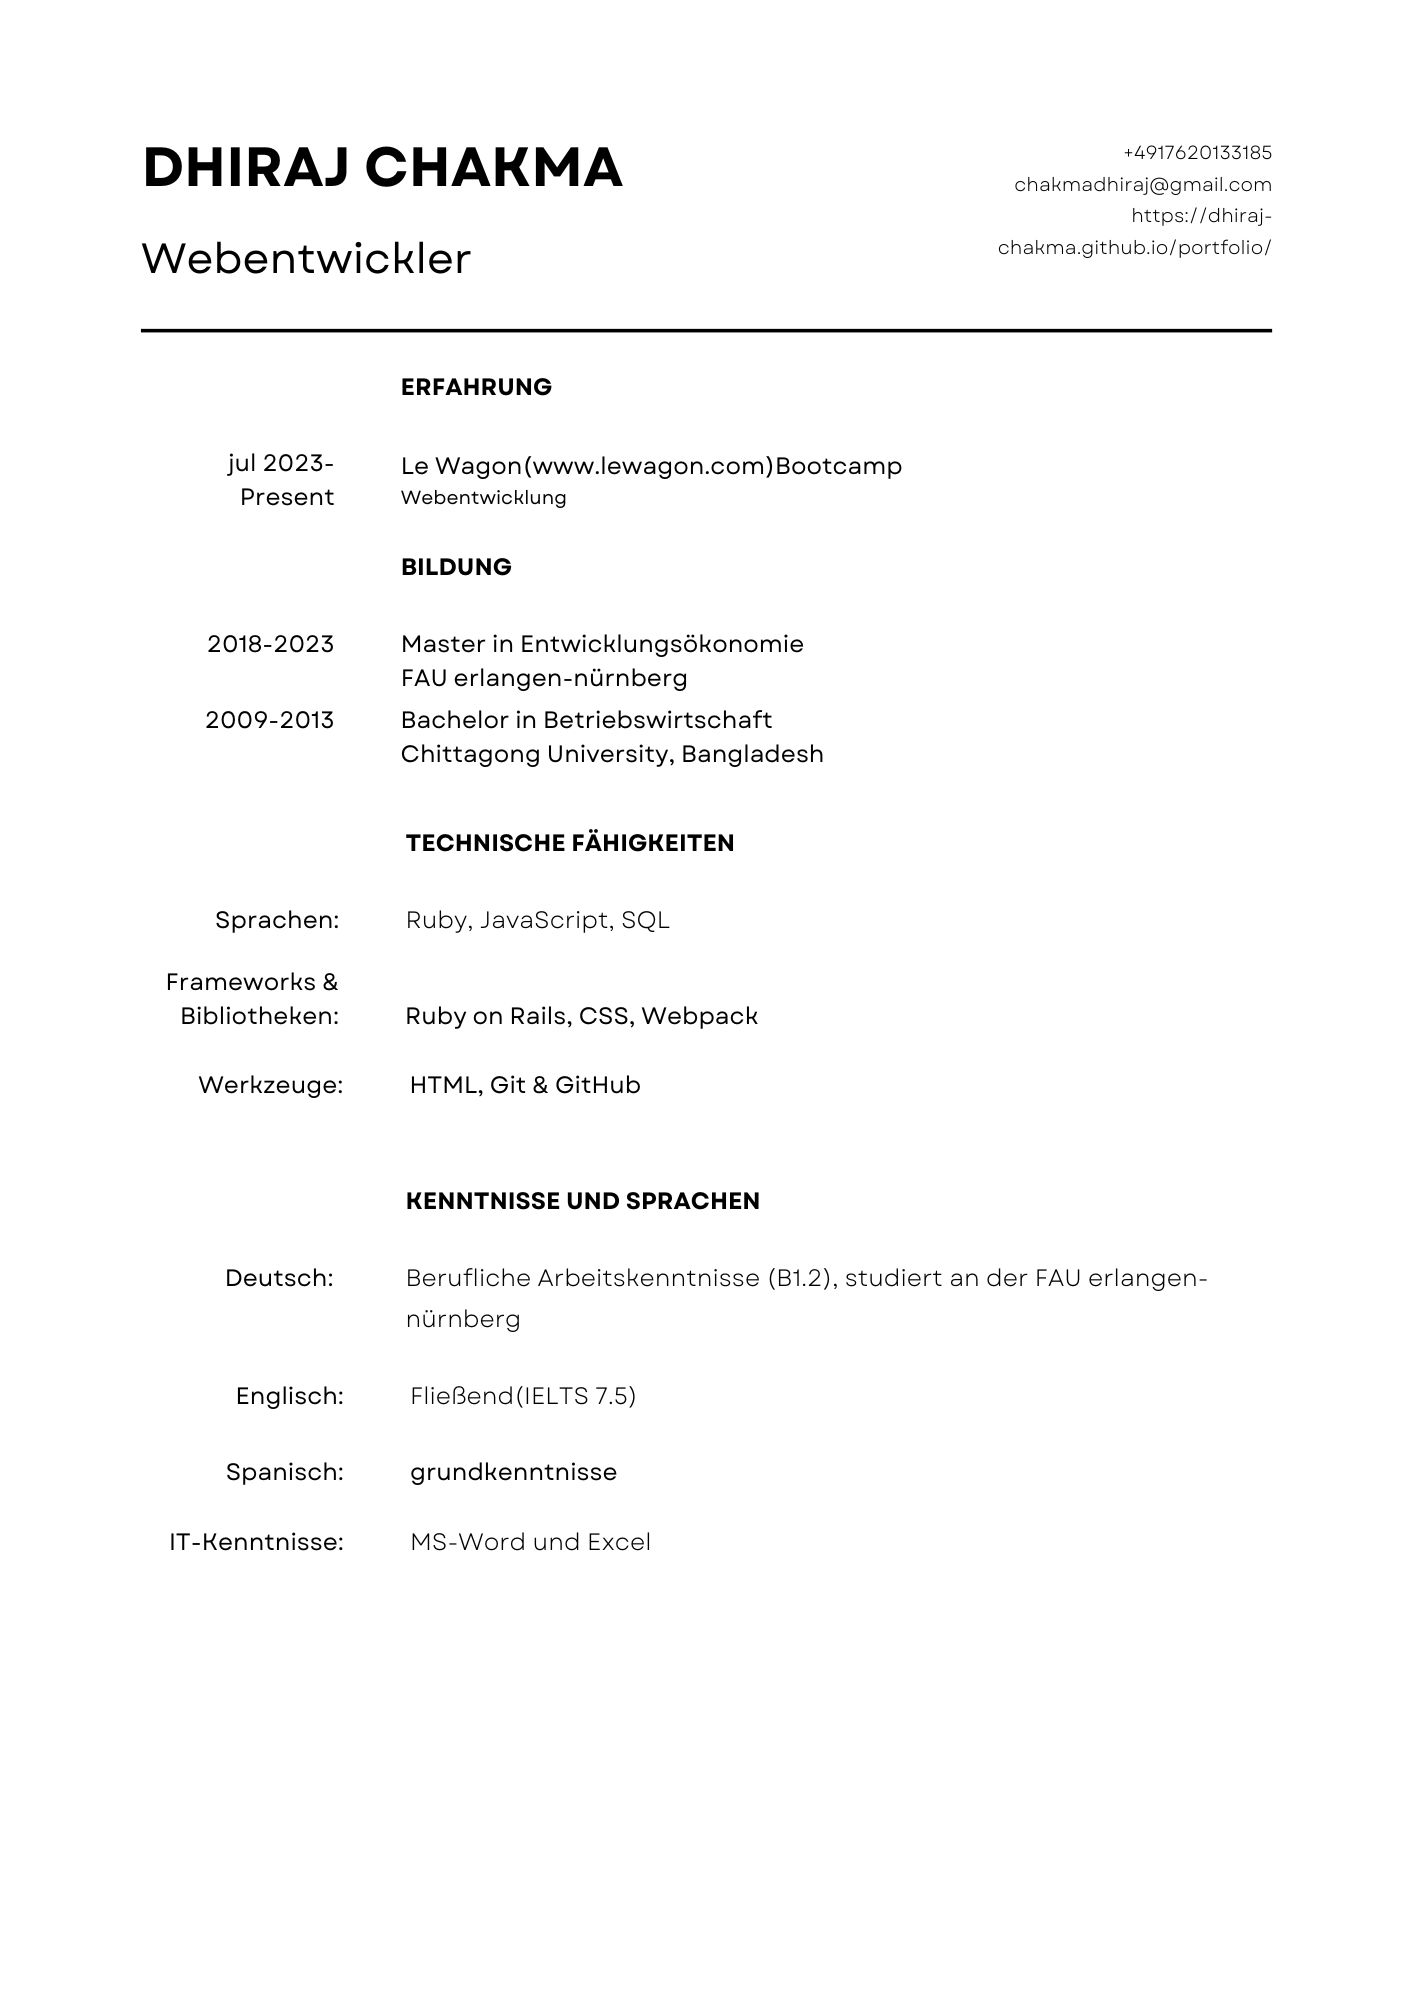 DHIRAJ CHAKMA
Webentwickler
+4917620133185
chakmadhiraj@gmail.com
https://dhiraj-
chakma.github.io/portfolio/
ERFAHRUNG
jul 2023-
Present
Le Wagon(www.lewagon.com)Bootcamp
Webentwicklung
BILDUNG
2018-2023
Master in Entwicklungsökonomie
FAU erlangen-nürnberg
2009-2013
Bachelor in Betriebswirtschaft
Chittagong University, Bangladesh
TECHNISCHE FÄHIGKEITEN
Sprachen:
Ruby, JavaScript, SQL
Frameworks &
Bibliotheken:
Ruby on Rails, CSS, Webpack
Werkzeuge:
HTML, Git & GitHub
KENNTNISSE UND SPRACHEN
Deutsch:
Berufliche Arbeitskenntnisse (B1.2), studiert an der FAU erlangen-
nürnberg
Englisch:
Fließend(IELTS 7.5)
Spanisch:
grundkenntnisse
IT-Kenntnisse:
MS-Word und Excel